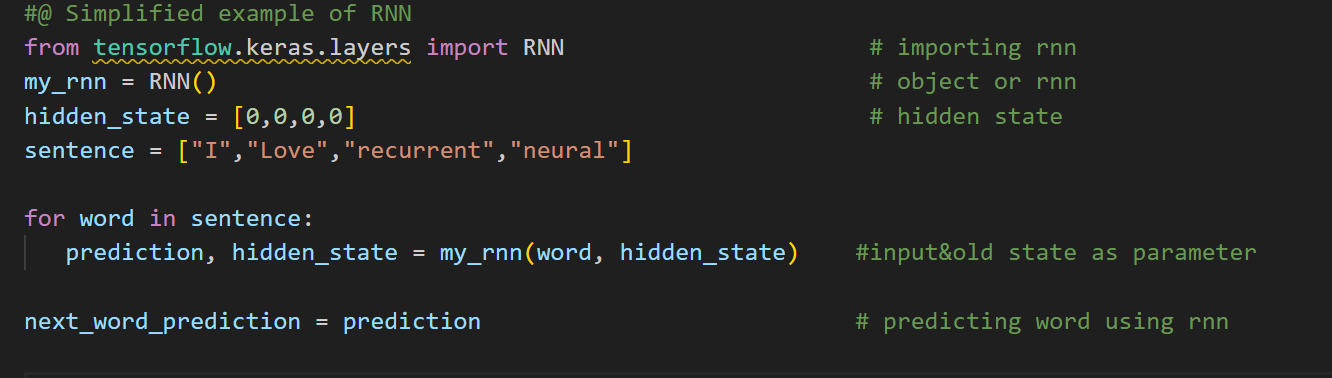 #@ Simplified example of RNN
from tensorflow.keras.layers import RNN # importing rnn
my_rnn = RNN() # object or rnn
hidden_state = [0,0,0,0] # hidden state
sentence = ["I","Love","recurrent","neural"]
for word in sentence:
prediction, hidden_state = my_rnn(word, hidden_state) #input&old state as parameter
next_word_prediction = prediction # predicting word using rnn